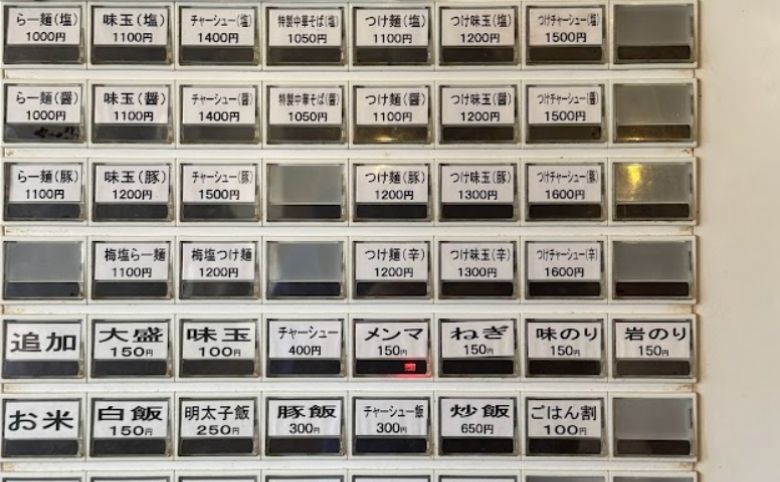 らー麺(塩) 味玉(塩) チャーシュー(塩) 特製中華そば(塩) つけ麺(塩) つけ味玉(塩) つけチャーシュー(塩)
1000円 1100円 1400円 1050円 1100円 1200円 1500円
らー麺(醤) 味玉(醤) チャーシュー(醤) 特製中華そば(醤) つけ麺(醤) つけ味玉(醤) つけチャーシュー(醤)
1000円 1100円 1400円 1050円 1100円 1200円 1500円
らー麺(豚) 味玉(豚) チャーシュー(豚) つけ麺(豚) つけ味玉(豚) つけチャーシュー(豚)
1100円 1200円 1500円 1200円 1300円 1600円
梅塩らー麺 梅塩つけ麺 つけ麺(辛) つけ味玉(辛) つけチャーシュー(辛)
1100円 1200円 1200円 1300円 1600円
追加 大盛 味玉 チャーシュー メンマ ねぎ 味のり 岩のり
150円 100円 400円 150円 150円 150円 150円
お米 白飯 明太子飯 豚飯 チャーシュー飯 炒飯 ごはん割
150円 250円 300円 300円 650円 100円